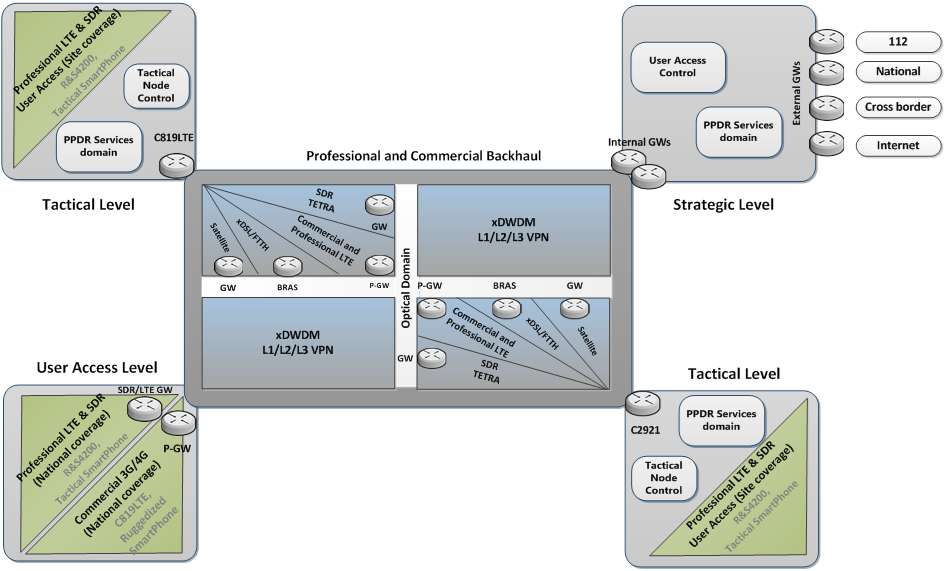 Professional LTE & SDR
User Access (Site coverage)
R&S4200,
Tactical SmartPhone
Tactical
Node
Control
PPDR Services
domain
C819LTE
Tactical Level
User Access
Control
PPDR Services
domain
External GWs
Internal GWs
112
National
Cross border
Internet
Strategic Level
Professional and Commercial Backhaul
SDR
TETRA
GW
Commercial and
Professional LTE
xDSL/FTTH
Satellite
GW
BRAS
P-GW
xDWDM
L1/L2/L3 VPN
Optical Domain
P-GW
BRAS
GW
xDWDM
L1/L2/L3 VPN
GW
Commercial and
Professional LTE
xDSL/FTTH
Satellite
SDR
TETRA
User Access Level
SDR/LTE GW
Professional LTE & SDR
(National coverage)
R&S4200,
Tactical SmartPhone
P-GW
Commercial 3G/4G
(National coverage)
C819LTE,
Ruggedized
SmartPhone
Tactical Level
C2921
PPDR Services
domain
Tactical
Node
Control
Professional LTE & SDR
User Access (Site coverage)
R&S4200,
Tactical SmartPhone